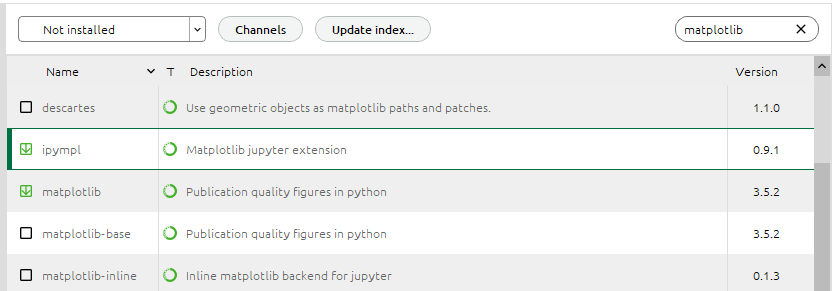 Not installed Channels Update index... matplotlib
Name T Description Version
descartes Use geometric objects as matplotlib paths and patches. 1.1.0
ipympl Matplotlib jupyter extension 0.9.1
matplotlib Publication quality figures in python 3.5.2
matplotlib-base Publication quality figures in python 3.5.2
matplotlib-inline Inline matplotlib backend for jupyter 0.1.3